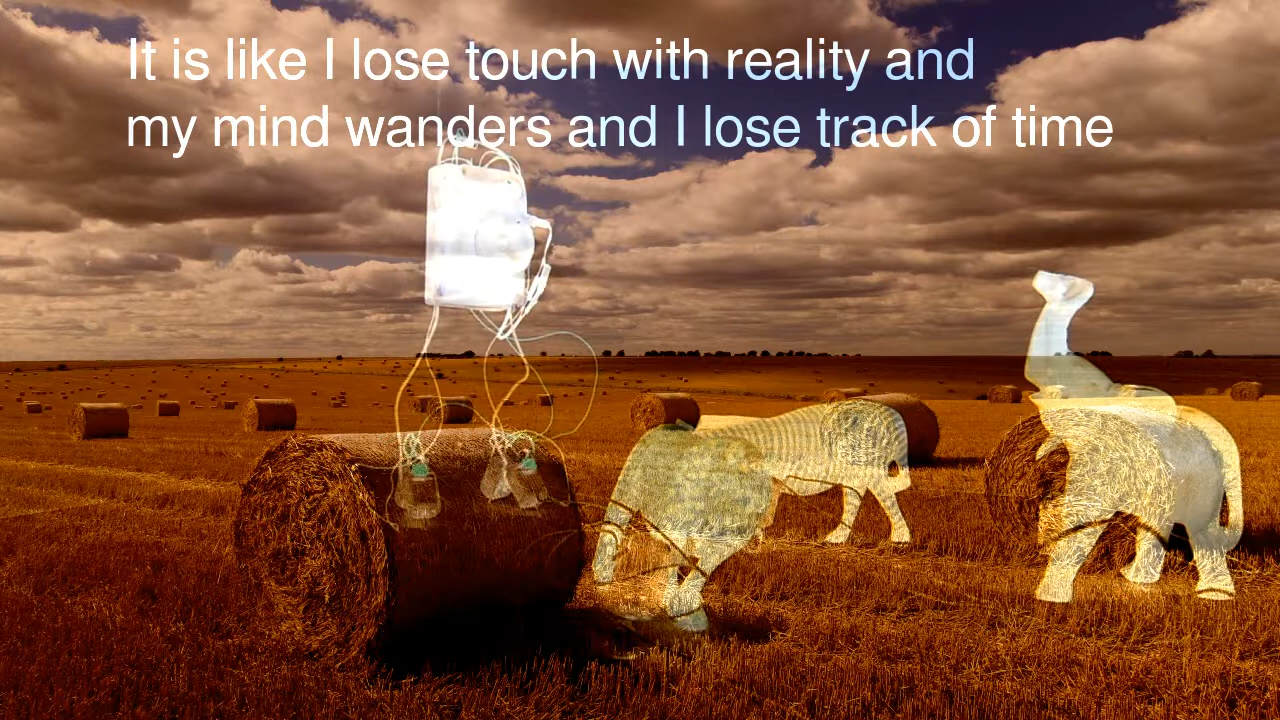 It is like I lose touch with reality and
my mind wanders and I lose track of time